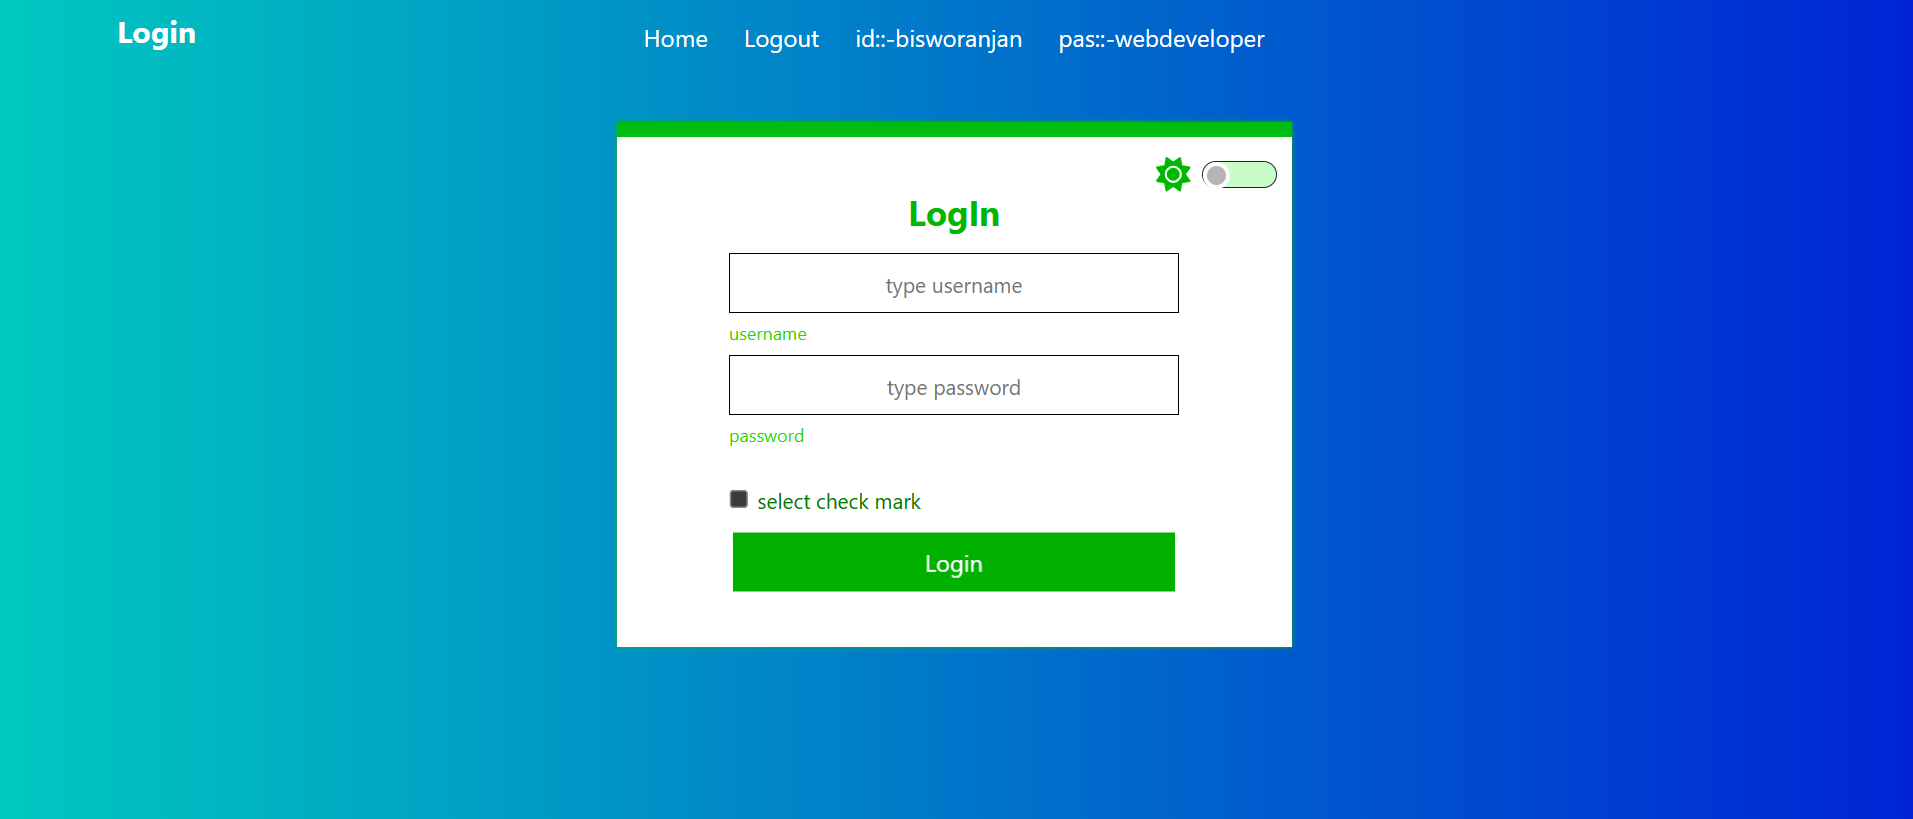 Login
Home Logout id::-bisworanjan pas::-webdeveloper
LogIn
type username
username
type password
password
select check mark
Login